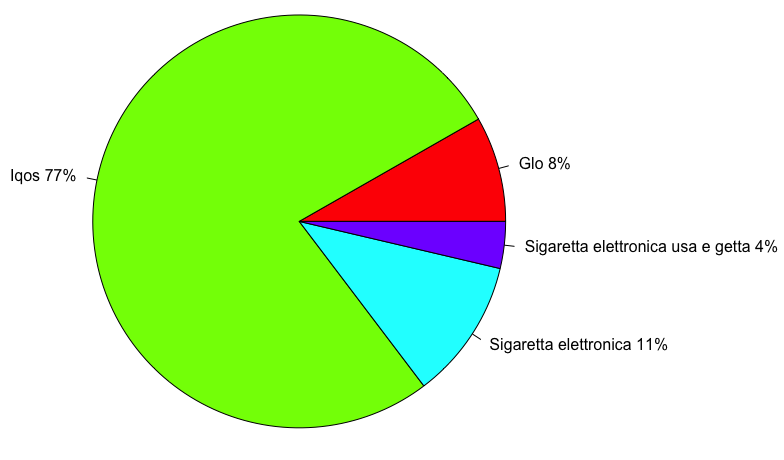 Glo 8%
Iqos 77%
Sigaretta elettronica usa e getta 4%
Sigaretta elettronica 11%